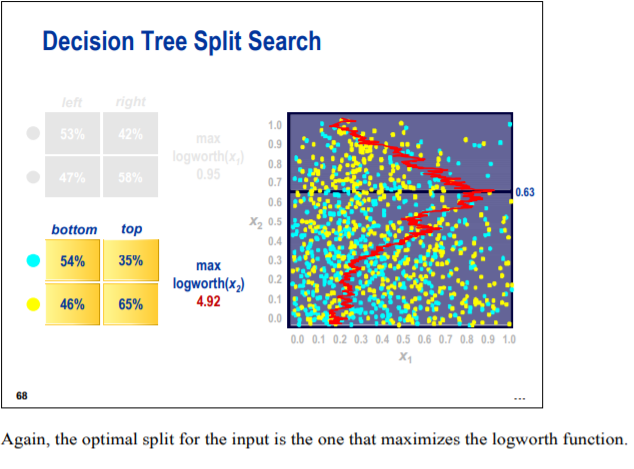 Decision Tree Split Search
left right
53% 42%
47% 58%
max
logworth(x1)
0.95
bottom top
54% 35%
46% 65%
max
logworth(x2)
4.92
1.0
0.9
0.8
0.7
0.6
0.5
0.4
0.3
0.2
0.1
0.0
x2
0.63
0.0 0.1 0.2 0.3 0.4 0.5 0.6 0.7 0.8 0.9 1.0
x1
68
...
Again, the optimal split for the input is the one that maximizes the logworth function.